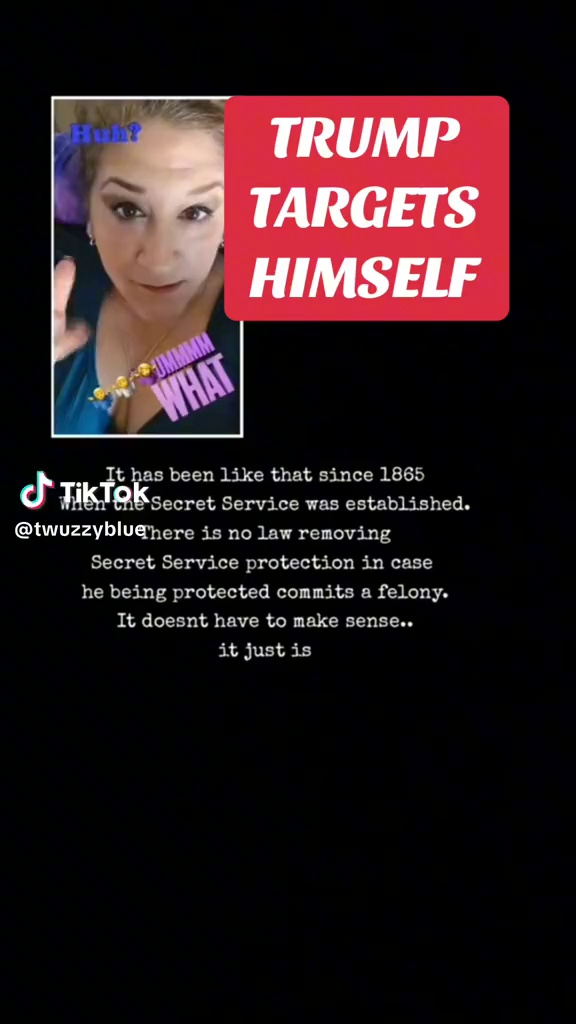 Huh?
TRUMP
TARGETS
HIMSELF
UMMMM
WHAT
It has been like that since 1865
When the Secret Service was established.
There is no law removing
Secret Service protection in case
he being protected commits a felony.
It doesnt have to make sense..
it just is
TikTok
@twuzzyblue